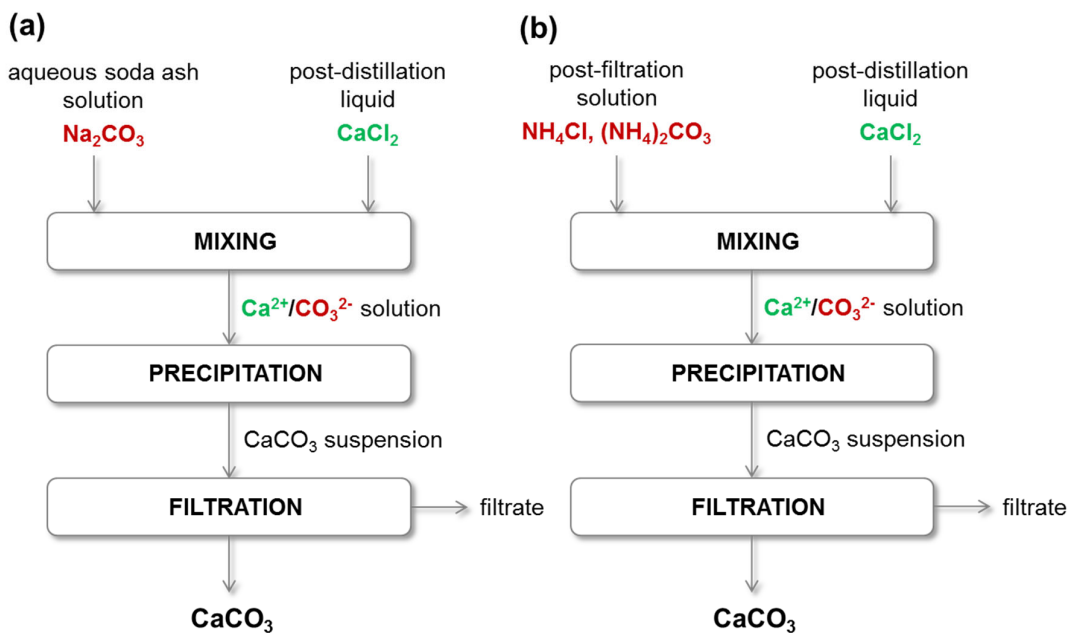 (a)
aqueous soda ash
solution
Na₂CO₃
post-distillation
liquid
CaCl₂
MIXING
Ca²⁺/CO₃²⁻ solution
PRECIPITATION
CaCO₃ suspension
FILTRATION
filtrate
CaCO₃
(b)
post-filtration
solution
NH₄Cl, (NH₄)₂CO₃
post-distillation
liquid
CaCl₂
MIXING
Ca²⁺/CO₃²⁻ solution
PRECIPITATION
CaCO₃ suspension
FILTRATION
filtrate
CaCO₃